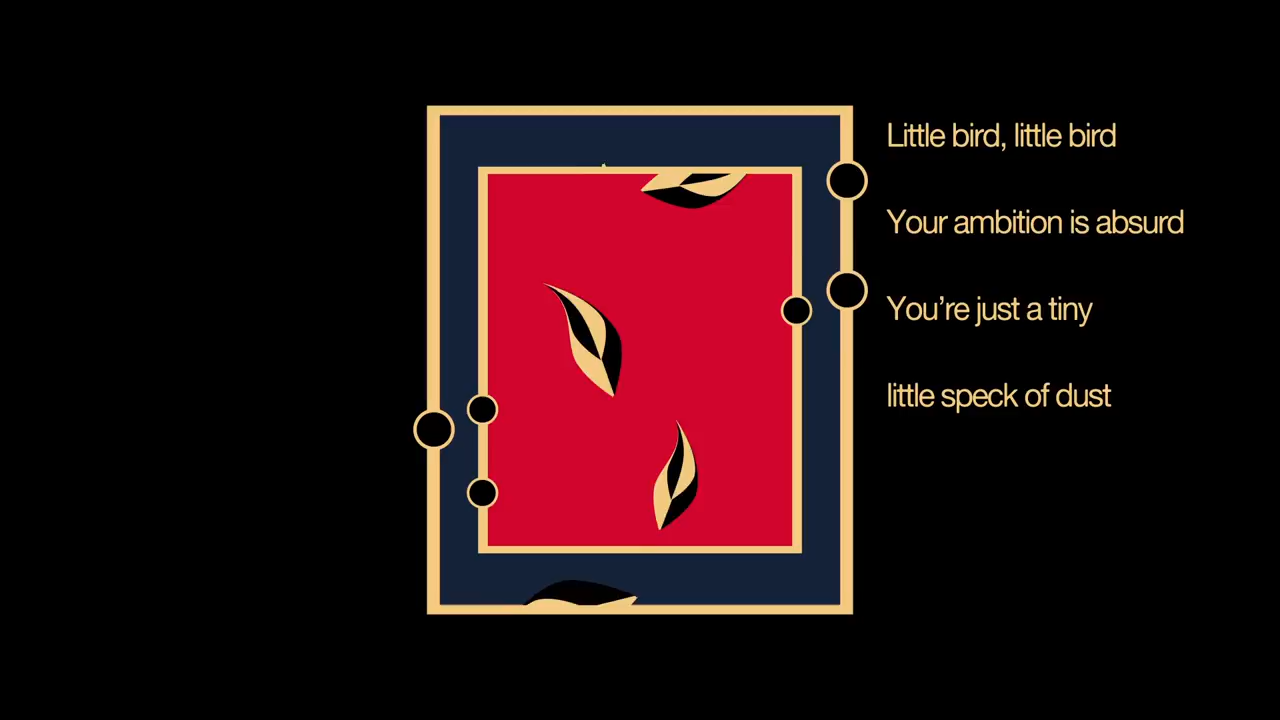 Little bird, little bird
Your ambition is absurd
You’re just a tiny
little speck of dust